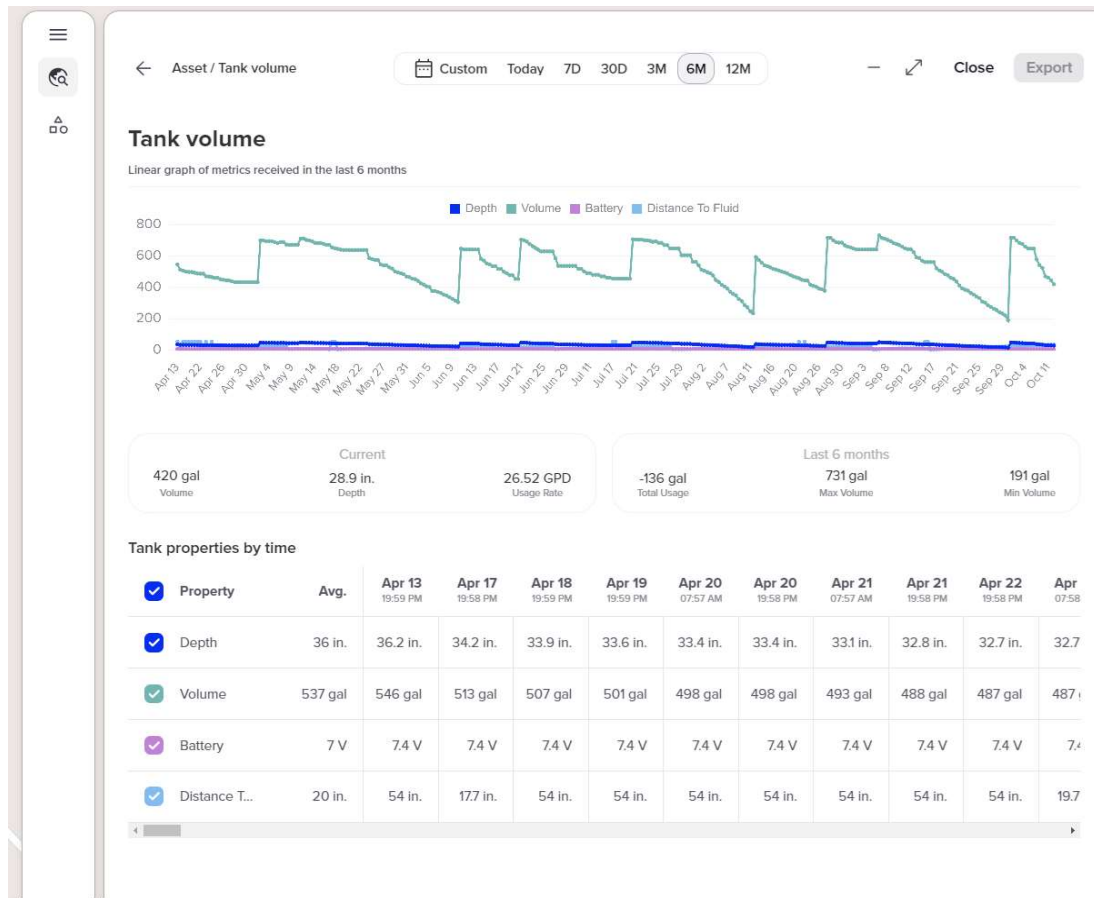 Asset / Tank volume
Custom Today 7D 30D 3M 6M 12M
Close Export
Tank volume
Linear graph of metrics received in the last 6 months
Depth Volume Battery Distance To Fluid
800
600
400
200
0
Apr 13 Apr 22 Apr 26 Apr 30 May 4 May 9 May 14 May 18 May 22 May 27 May 31 Jun 5 Jun 9 Jun 13 Jun 17 Jun 21 Jun 25 Jun 29 Jul 11 Jul 17 Jul 21 Jul 25 Jul 29 Aug 2 Aug 7 Aug 11 Aug 16 Aug 20 Aug 26 Aug 30 Sep 3 Sep 8 Sep 12 Sep 17 Sep 21 Sep 25 Sep 29 Oct 4 Oct 11
Current
420 gal 28.9 in. 26.52 GPD
Volume Depth Usage Rate
Last 6 months
-136 gal 731 gal 191 gal
Total Usage Max Volume Min Volume
Tank properties by time
Property Avg. Apr 13 Apr 17 Apr 18 Apr 19 Apr 20 Apr 20 Apr 21 Apr 21 Apr 22 Apr
19:59 PM 19:58 PM 19:59 PM 19:59 PM 07:57 AM 19:58 PM 07:57 AM 19:58 PM 19:58 PM 07:58
Depth 36 in. 36.2 in. 34.2 in. 33.9 in. 33.6 in. 33.4 in. 33.4 in. 33.1 in. 32.8 in. 32.7 in. 32.7
Volume 537 gal 546 gal 513 gal 507 gal 501 gal 498 gal 498 gal 493 gal 488 gal 487 gal 487
Battery 7 V 7.4 V 7.4 V 7.4 V 7.4 V 7.4 V 7.4 V 7.4 V 7.4 V 7.4 V 7.4
Distance T... 20 in. 54 in. 17.7 in. 54 in. 54 in. 54 in. 54 in. 54 in. 54 in. 54 in. 19.7